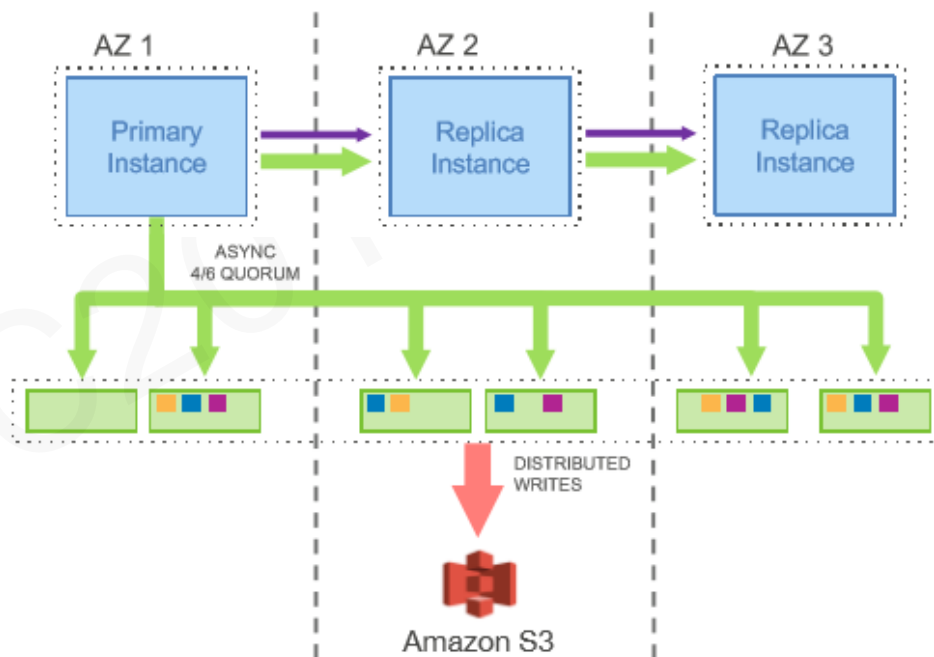 AZ 1
AZ 2
AZ 3
Primary
Instance
Replica
Instance
Replica
Instance
ASYNC
4/6 QUORUM
DISTRIBUTED
WRITES
Amazon S3